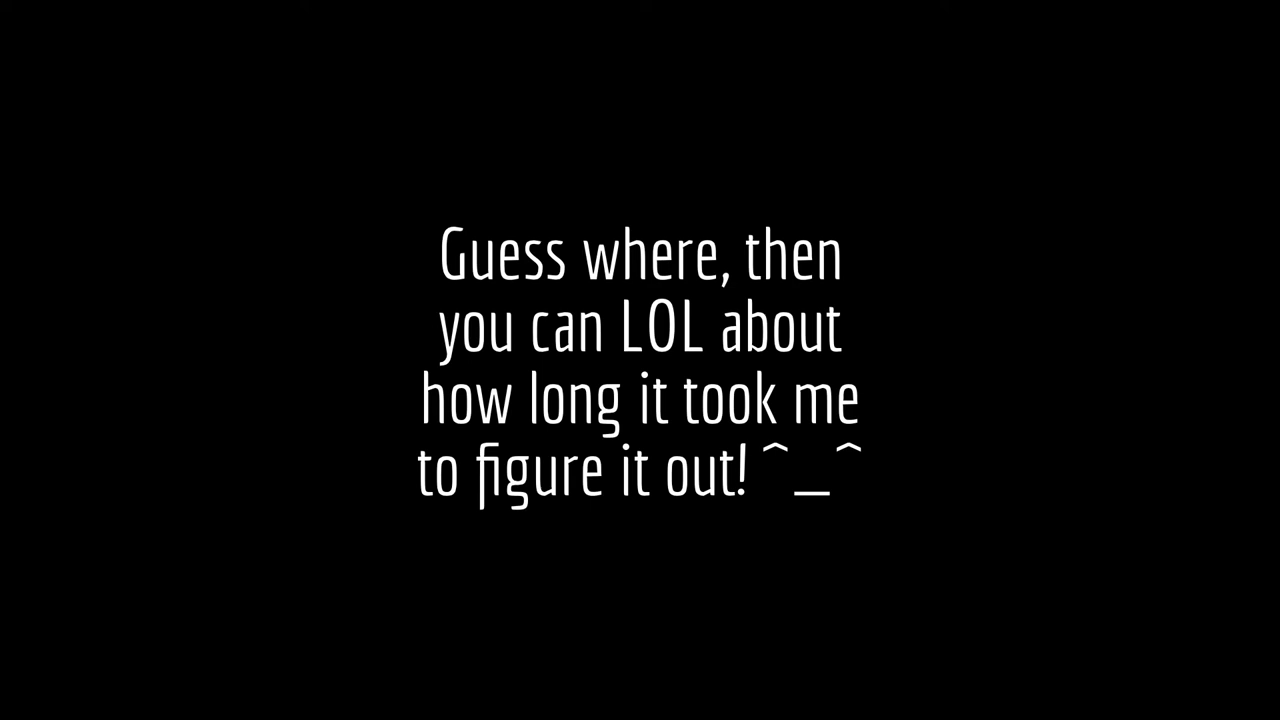 Guess where, then
you can LOL about
how long it took me
to figure it out! ^_^